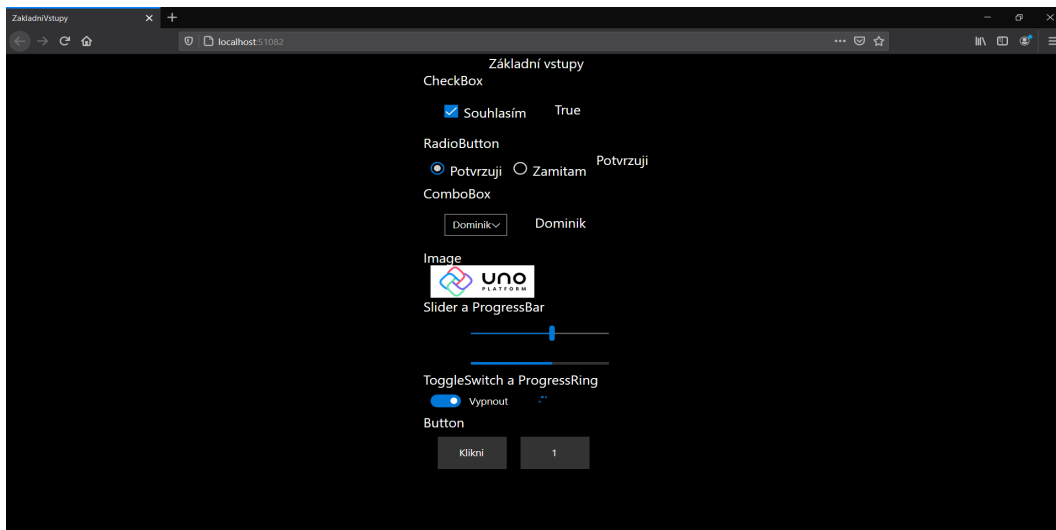 ZakladniVstupy
localhost:51082
Základní vstupy
CheckBox
Souhlasím True
RadioButton
Potvrzuji Zamitam Potvrzuji
ComboBox
Dominik Dominik
Image
UNO
PLATFORM
Slider a ProgressBar
ToggleSwitch a ProgressRing
Vypnout
Button
Klikni 1